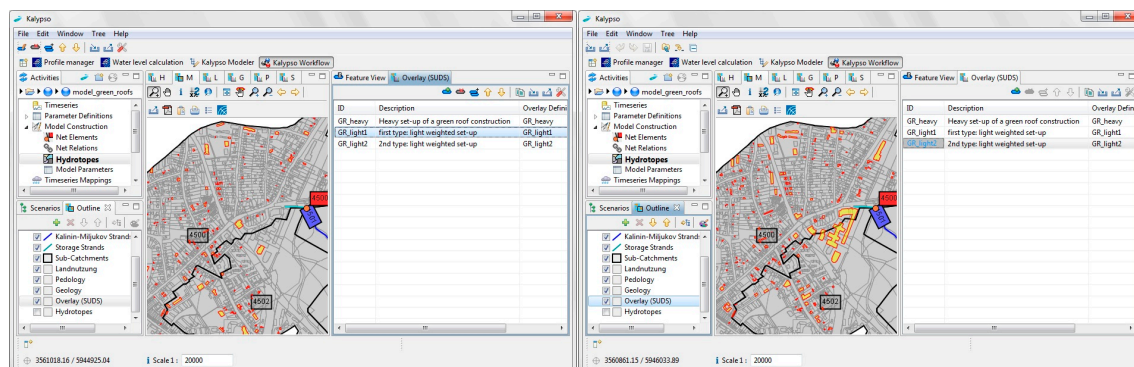 Kalypso
File Edit Window Tree Help
Profile manager Water level calculation Kalypso Modeler Kalypso Workflow
Activities
H M L G P S
Feature View Overlay (SUDS)
model_green_roofs
Timeseries
Parameter Definitions
Model Construction
Net Elements
Net Relations
Hydrotopes
Model Parameters
Timeseries Mappings
ID Description Overlay Defini
GR_heavy Heavy set-up of a green roof construction GR_heavy
GR_light1 first type: light weighted set-up GR_light1
GR_light2 2nd type: light weighted set-up GR_light2
Scenarios Outline
Kalinin-Miljukov Strands
Storage Strands
Sub-Catchments
Landnutzung
Pedology
Geology
Overlay (SUDS)
Hydrotopes
4500
4502
3561018.16 / 5944925.04
Scale 1 : 20000
Kalypso
File Edit Window Tree Help
Profile manager Water level calculation Kalypso Modeler Kalypso Workflow
Activities
H M L G P S
Feature View Overlay (SUDS)
model_green_roofs
Timeseries
Parameter Definitions
Model Construction
Net Elements
Net Relations
Hydrotopes
Model Parameters
Timeseries Mappings
ID Description Overlay Defin
GR_heavy Heavy set-up of a green roof construction GR_heavy
GR_light1 first type: light weighted set-up GR_light1
GR_light2 2nd type: light weighted set-up GR_light2
Scenarios Outline
Kalinin-Miljukov Strands
Storage Strands
Sub-Catchments
Landnutzung
Pedology
Geology
Overlay (SUDS)
Hydrotopes
4500
4502
3560861.15 / 5946033.89
Scale 1 : 20000